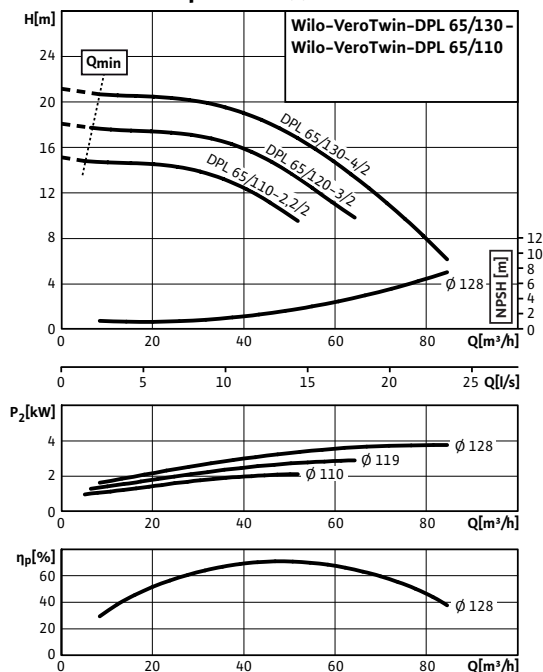 H[m]
Wilo-VeroTwin-DPL 65/130-
Wilo-VeroTwin-DPL 65/110
24
Qmin
20
DPL 65/130-4/2
16
DPL 65/120-3/2
DPL 65/110-2,2/2
12
8
12
10
8
4
Ø 128
6
4
2
0
NPSH [m]
0
0 20 40 60 80 Q[m³/h]
0 5 10 15 20 25 Q[l/s]
P2[kW]
4
Ø 128
Ø 119
2
Ø 110
0
0 20 40 60 80 Q[m³/h]
ηp[%]
60
40
Ø 128
20
0
0 20 40 60 80 Q[m³/h]